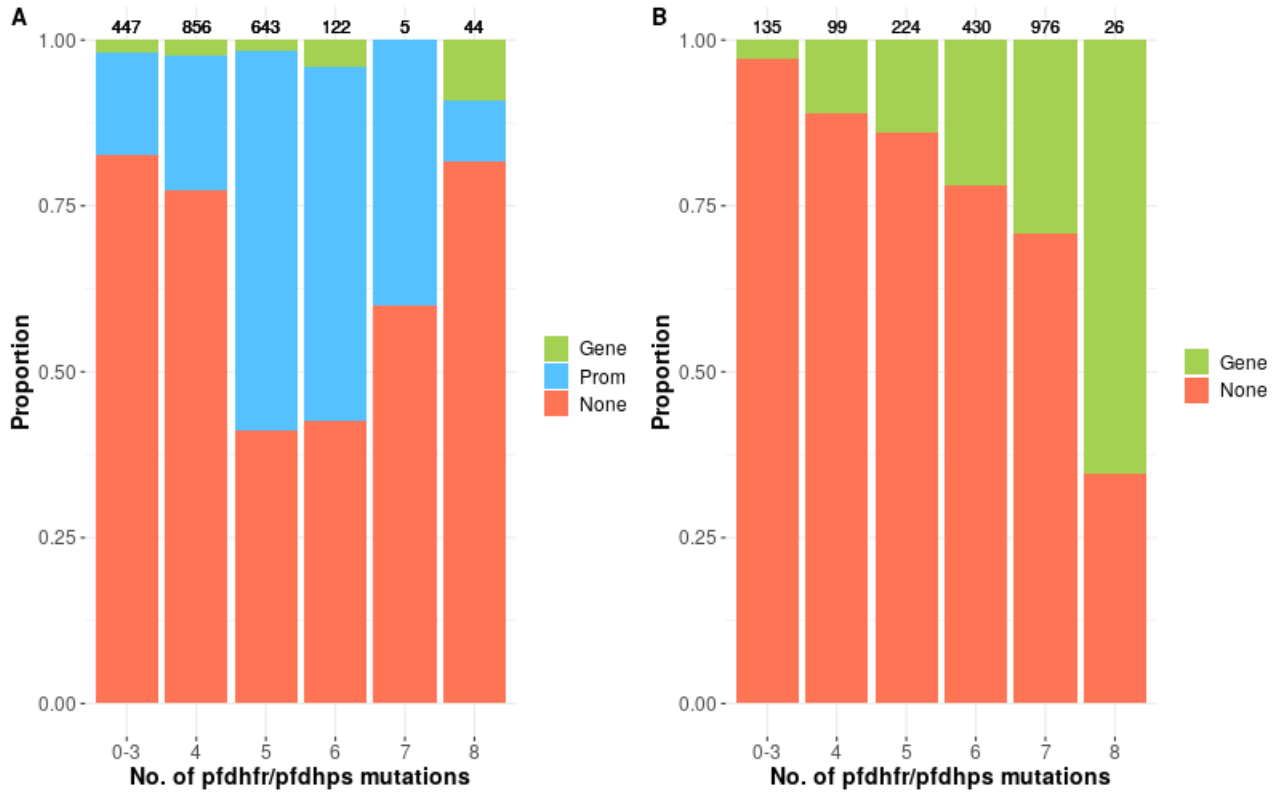 A
447 856 643 122 5 44
1.00
0.75
0.50
0.25
0.00
Proportion
0-3 4 5 6 7 8
No. of pfdhfr/pfdhps mutations
Gene
Prom
None
B
135 99 224 430 976 26
1.00
0.75
0.50
0.25
0.00
Proportion
0-3 4 5 6 7 8
No. of pfdhfr/pfdhps mutations
Gene
None